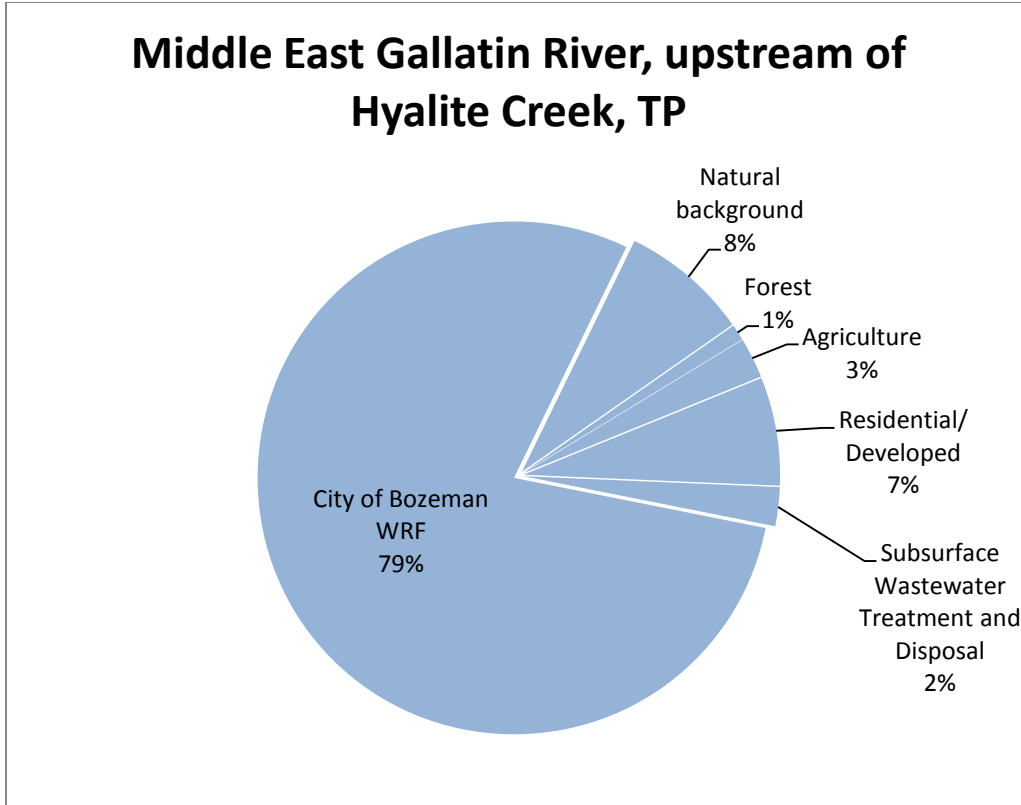 Middle East Gallatin River, upstream of
Hyalite Creek, TP
Natural
background
8%
Forest
1%
Agriculture
3%
Residential/
Developed
7%
Subsurface
Wastewater
Treatment and
Disposal
2%
City of Bozeman
WRF
79%